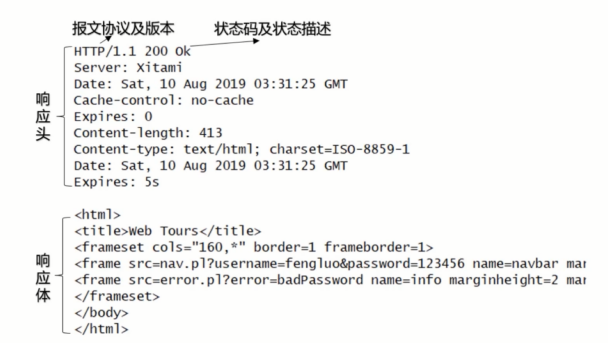 报文协议及版本 状态码及状态描述
HTTP/1.1 200 Ok
Server: Xitami
Date: Sat, 10 Aug 2019 03:31:25 GMT
Cache-control: no-cache
Expires: 0
Content-length: 413
Content-type: text/html; charset=ISO-8859-1
Date: Sat, 10 Aug 2019 03:31:25 GMT
Expires: 5s
响应头
<html>
<title>Web Tours</title>
<frameset cols="160,*" border=1 frameborder=1>
<frame src=nav.pl?username=fengluo&password=123456 name=navbar mar
<frame src=error.pl?error=badPassword name=info marginheight=2 mar
</frameset>
</body>
</html>
响应体